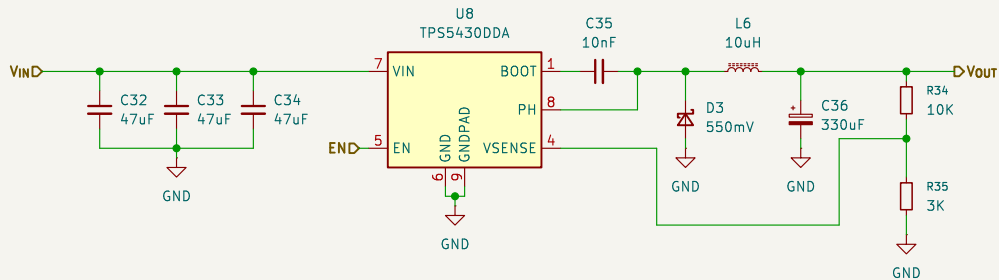 U8
TPS5430DDA
C35
10nF
L6
10uH
VIN
7
VIN
BOOT
1
VOUT
C32
47uF
C33
47uF
C34
47uF
PH
8
D3
550mV
C36
330uF
R34
10K
EN
5
EN
GND
GNDPAD
VSENSE
4
6
9
GND
GND
GND
R35
3K
GND
GND